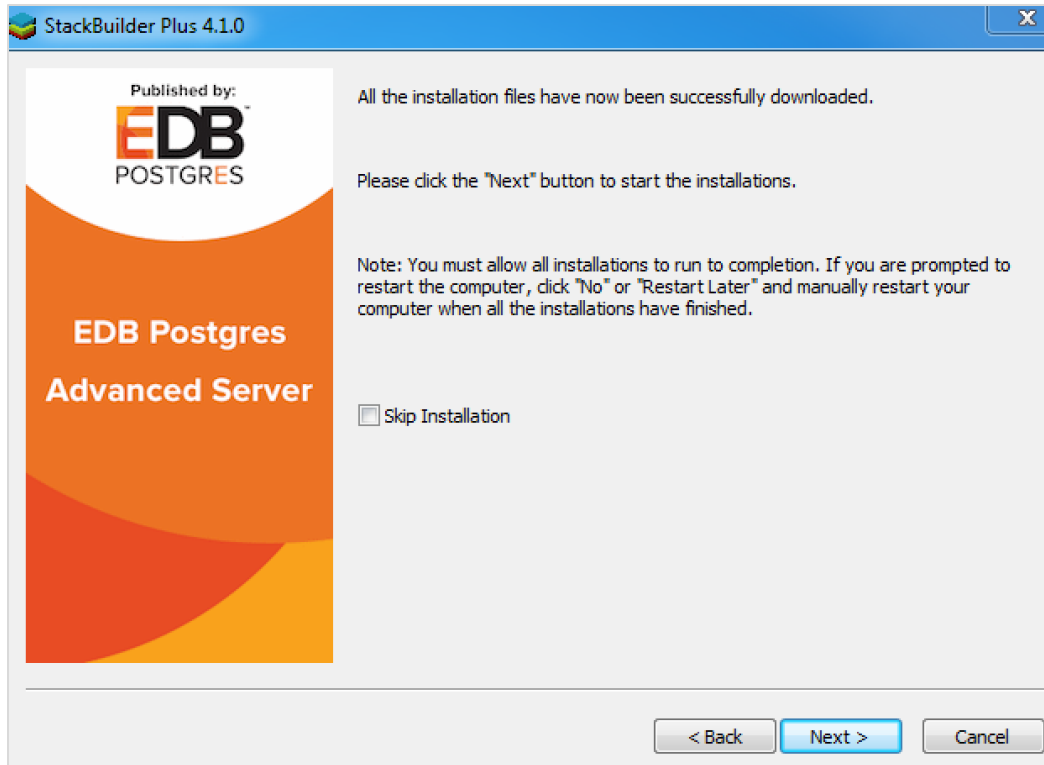 StackBuilder Plus 4.1.0
Published by:
EDB™
POSTGRES
EDB Postgres
Advanced Server
All the installation files have now been successfully downloaded.
Please click the "Next" button to start the installations.
Note: You must allow all installations to run to completion. If you are prompted to
restart the computer, click "No" or "Restart Later" and manually restart your
computer when all the installations have finished.
Skip Installation
< Back
Next >
Cancel